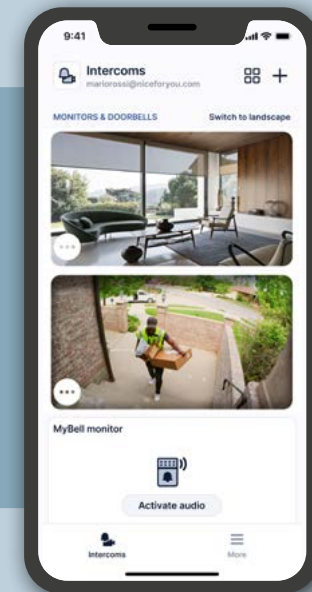 9:41
Intercoms
mariorossi@niceforyou.com
MONITORS & DOORBELLS Switch to landscape
MyBell monitor
Activate audio
Intercoms More